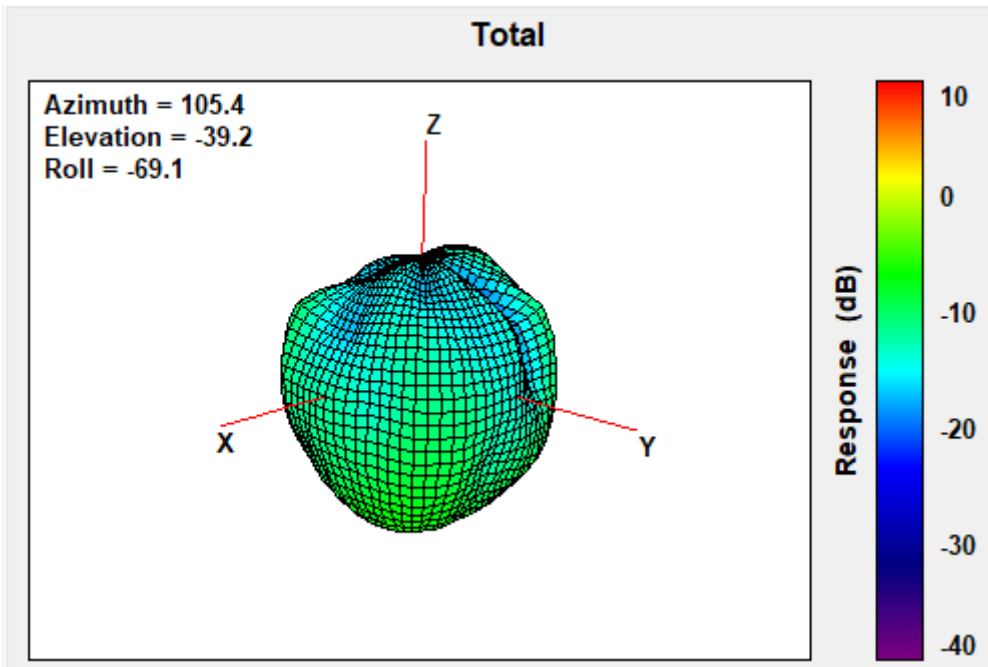 Total
Azimuth = 105.4
Elevation = -39.2
Roll = -69.1
Z
X
Y
10
0
-10
-20
-30
-40
Response (dB)